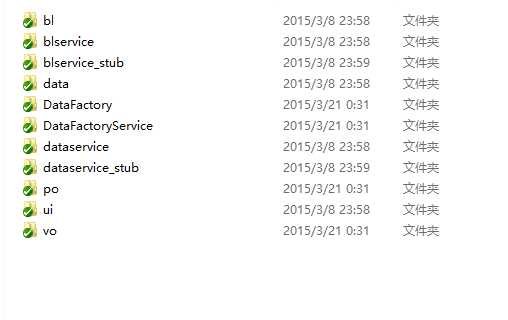 bl 2015/3/8 23:58 文件夹
blservice 2015/3/8 23:58 文件夹
blservice_stub 2015/3/8 23:59 文件夹
data 2015/3/8 23:58 文件夹
DataFactory 2015/3/21 0:31 文件夹
DataFactoryService 2015/3/21 0:31 文件夹
dataservice 2015/3/8 23:58 文件夹
dataservice_stub 2015/3/8 23:59 文件夹
po 2015/3/21 0:31 文件夹
ui 2015/3/8 23:58 文件夹
vo 2015/3/21 0:31 文件夹